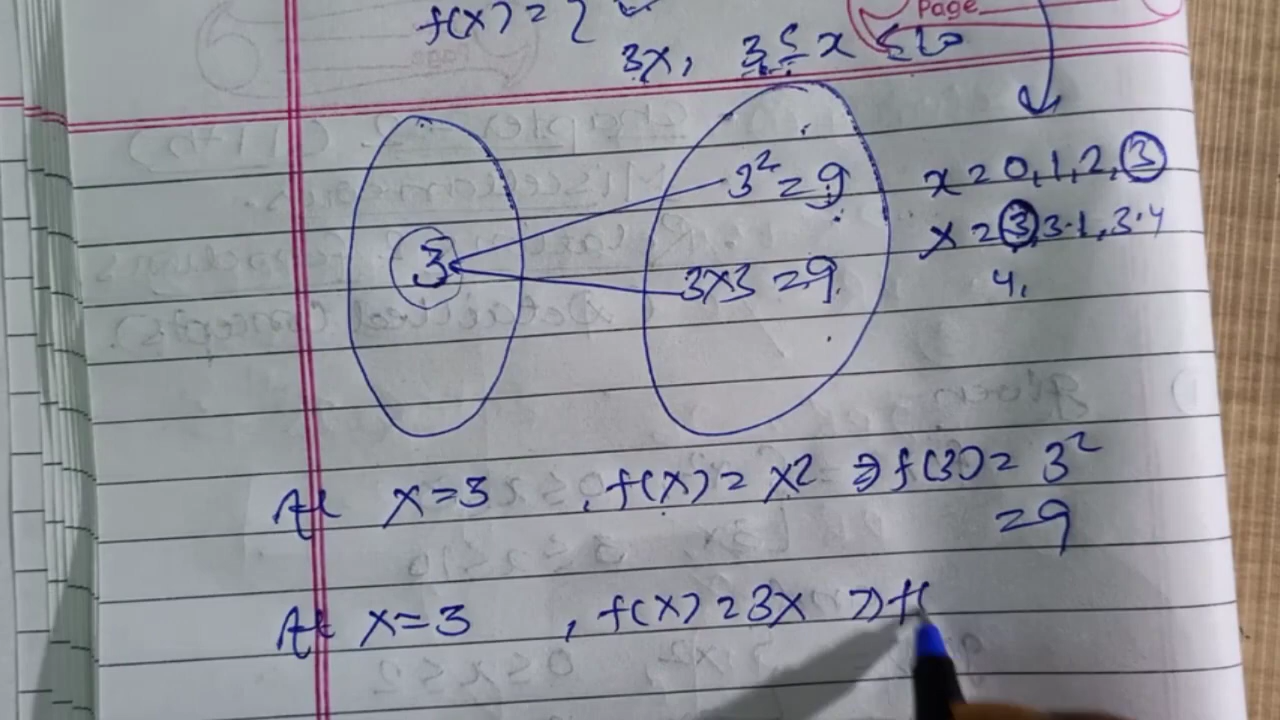 Page
f(x) = {
3x, 3 ≤ x ≤ 10
3² = 9
x = 0, 1, 2, 3
3
x = 3, 3.1, 3.4
3x3 = 9
4,
At x = 3, f(x) = x2 ⇒ f(3) = 3²
= 9
At x = 3, f(x) = 3x ⇒ f(